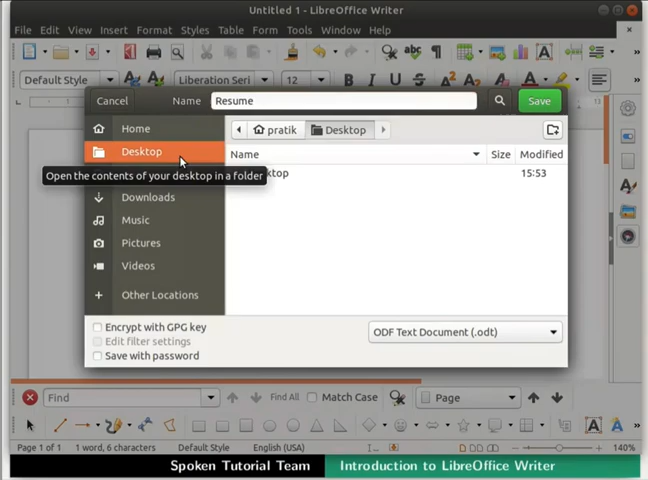 Untitled 1 - LibreOffice Writer
File Edit View Insert Format Styles Table Form Tools Window Help
Default Style Liberation Seri 12
Cancel Name Resume Save
Home pratik Desktop
Desktop Name Size Modified
Open the contents of your desktop in a folder 15:53
Downloads
Music
Pictures
Videos
Other Locations
Encrypt with GPG key
Edit filter settings
Save with password
ODF Text Document (.odt)
Find Find All Match Case Page
Page 1 of 1 1 word, 6 characters Default Style English (USA) 140%
Spoken Tutorial Team Introduction to LibreOffice Writer